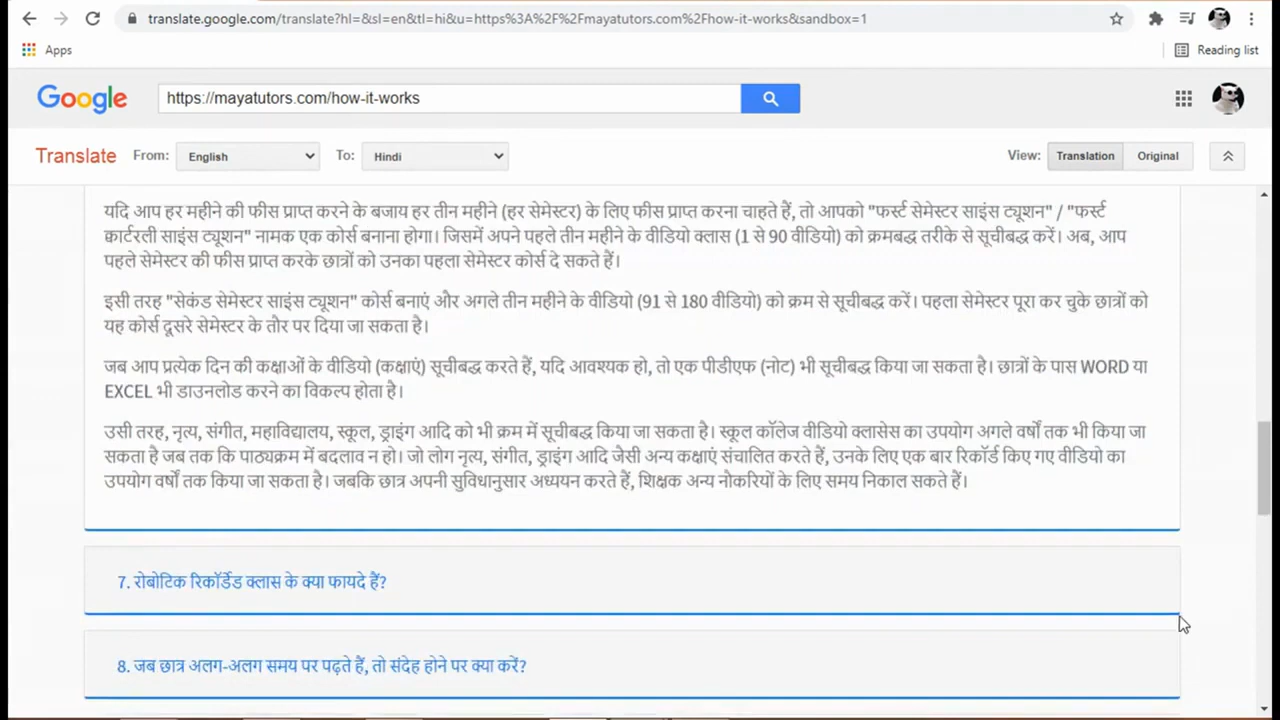 translate.google.com/translate?hl=&sl=en&tl=hi&u=https%3A%2F%2Fmayatutors.com%2Fhow-it-works&sandbox=1
Apps
Reading list
Google
https://mayatutors.com/how-it-works
Translate From: English To: Hindi View: Translation Original
यदि आप हर महीने की फीस प्राप्त करने के बजाय हर तीन महीने (हर सेमेस्टर) के लिए फीस प्राप्त करना चाहते हैं, तो आपको "फर्स्ट सेमेस्टर साइंस ट्यूशन" / "फर्स्ट
क्वार्टरली साइंस ट्यूशन" नामक एक कोर्स बनाना होगा। जिसमें अपने पहले तीन महीने के वीडियो क्लास (1 से 90 वीडियो) को क्रमबद्ध तरीके से सूचीबद्ध करें। अब, आप
पहले सेमेस्टर की फीस प्राप्त करके छात्रों को उनका पहला सेमेस्टर कोर्स दे सकते हैं।
इसी तरह "सेकंड सेमेस्टर साइंस ट्यूशन" कोर्स बनाएं और अगले तीन महीने के वीडियो (91 से 180 वीडियो) को क्रम से सूचीबद्ध करें। पहला सेमेस्टर पूरा कर चुके छात्रों को
यह कोर्स दूसरे सेमेस्टर के तौर पर दिया जा सकता है।
जब आप प्रत्येक दिन की कक्षाओं के वीडियो (कक्षाएं) सूचीबद्ध करते हैं, यदि आवश्यक हो, तो एक पीडीएफ (नोट) भी सूचीबद्ध किया जा सकता है। छात्रों के पास WORD या
EXCEL भी डाउनलोड करने का विकल्प होता है।
उसी तरह, नृत्य, संगीत, महाविद्यालय, स्कूल, ड्राइंग आदि को भी क्रम में सूचीबद्ध किया जा सकता है। स्कूल कॉलेज वीडियो क्लासेस का उपयोग अगले वर्षों तक भी किया जा
सकता है जब तक कि पाठ्यक्रम में बदलाव न हो। जो लोग नृत्य, संगीत, ड्राइंग आदि जैसी अन्य कक्षाएं संचालित करते हैं, उनके लिए एक बार रिकॉर्ड किए गए वीडियो का
उपयोग वर्षों तक किया जा सकता है। जबकि छात्र अपनी सुविधानुसार अध्ययन करते हैं, शिक्षक अन्य नौकरियों के लिए समय निकाल सकते हैं।
7. रोबोटिक रिकॉर्डेड क्लास के क्या फायदे हैं?
8. जब छात्र अलग-अलग समय पर पढ़ते हैं, तो संदेह होने पर क्या करें?